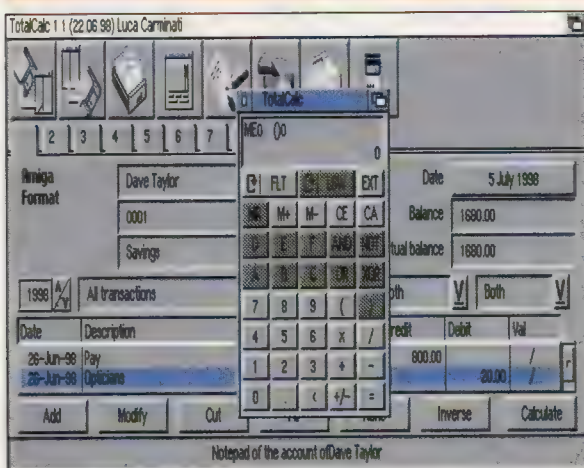 TotalCalc 1 1 (22 06 98) Luca Carminati
TotalCalc
ME0 ()0
0
FLT EXT
M+ M- CE CA
D E F AND NOT
A B C OR XOR
7 8 9 (
4 5 6 X /
1 2 3 + -
0 . < +/- =
2 3 4 5 6 7
Amiga
Format
Dave Taylor
0001
Savings
Date 5 July 1998
Balance 1680.00
tual balance 1680.00
1998 All transactions
oth Both
Date Description redit Debit Val
26-Jun-98 Pay 800.00 /
26-Jun-98 Opticians 20.00 /
Add Modify Cut Inverse Calculate
Notepad of the account ofDave Taylor